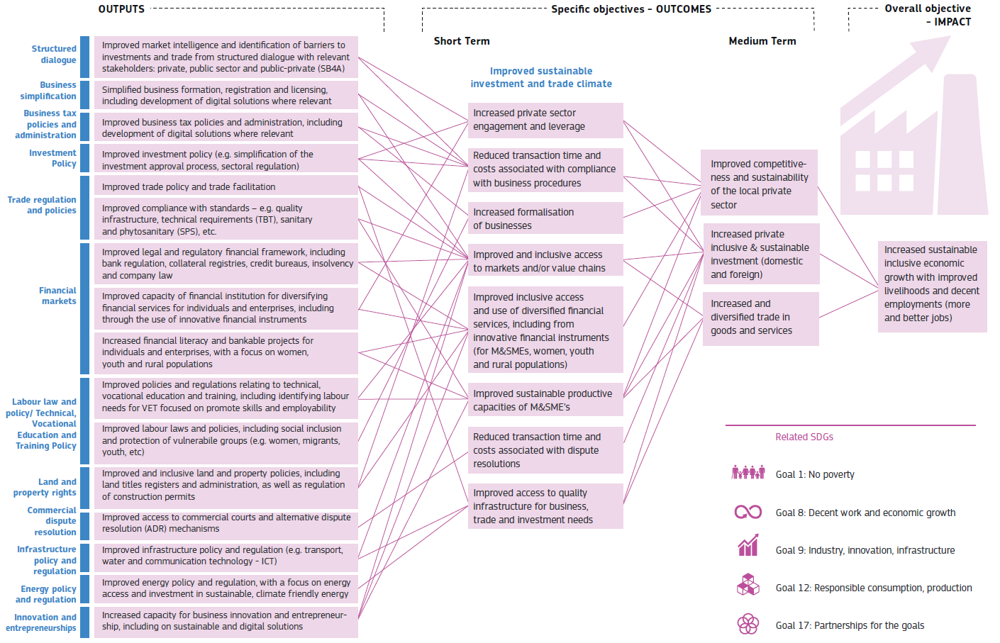 OUTPUTS
Specific objectives - OUTCOMES
Overall objective
- IMPACT
Short Term
Medium Term
Structured
dialogue
Improved market intelligence and identification of barriers to
investments and trade from structured dialogue with relevant
stakeholders: private, public sector and public-private (SB4A)
Business
simplification
Simplified business formation, registration and licensing,
including development of digital solutions where relevant
Business tax
policies and
administration
Improved business tax policies and administration, including
development of digital solutions where relevant
Investment
Policy
Improved investment policy (e.g. simplification of the
investment approval process, sectoral regulation)
Trade regulation
and policies
Improved trade policy and trade facilitation
Improved compliance with standards – e.g. quality
infrastructure, technical requirements (TBT), sanitary
and phytosanitary (SPS), etc.
Financial
markets
Improved legal and regulatory financial framework, including
bank regulation, collateral registries, credit bureaus, insolvency
and company law
Improved capacity of financial institution for diversifying
financial services for individuals and enterprises, including
through the use of innovative financial instruments
Increased financial literacy and bankable projects for
individuals and enterprises, with a focus on women,
youth and rural populations
Labour law and
policy/ Technical,
Vocational
Education and
Training Policy
Improved policies and regulations relating to technical,
vocational education and training, including identifying labour
needs for VET focused on promote skills and employability
Improved labour laws and policies, including social inclusion
and protection of vulnerabile groups (e.g. women, migrants,
youth, etc)
Land and
property rights
Improved and inclusive land and property policies, including
land titles registers and administration, as well as regulation
of construction permits
Commercial
dispute
resolution
Improved access to commercial courts and alternative dispute
resolution (ADR) mechanisms
Infrastructure
policy and
regulation
Improved infrastructure policy and regulation (e.g. transport,
water and communication technology - ICT)
Energy policy
and regulation
Improved energy policy and regulation, with a focus on energy
access and investment in sustainable, climate friendly energy
Innovation and
entrepreneurships
Increased capacity for business innovation and entrepreneur-
ship, including on sustainable and digital solutions
Improved sustainable
investment and trade climate
Increased private sector
engagement and leverage
Reduced transaction time and
costs associated with compliance
with business procedures
Increased formalisation
of businesses
Improved and inclusive access
to markets and/or value chains
Improved inclusive access
and use of diversified financial
services, including from
innovative financial instruments
(for M&SMEs, women, youth
and rural populations)
Improved sustainable productive
capacities of M&SME's
Reduced transaction time and
costs associated with dispute
resolutions
Improved access to quality
infrastructure for business,
trade and investment needs
Improved competitive-
ness and sustainability
of the local private
sector
Increased private
inclusive & sustainable
investment (domestic
and foreign)
Increased and
diversified trade in
goods and services
Increased sustainable
inclusive economic
growth with improved
livelihoods and decent
employments (more
and better jobs)
Related SDGs
Goal 1: No poverty
Goal 8: Decent work and economic growth
Goal 9: Industry, innovation, infrastructure
Goal 12: Responsible consumption, production
Goal 17: Partnerships for the goals